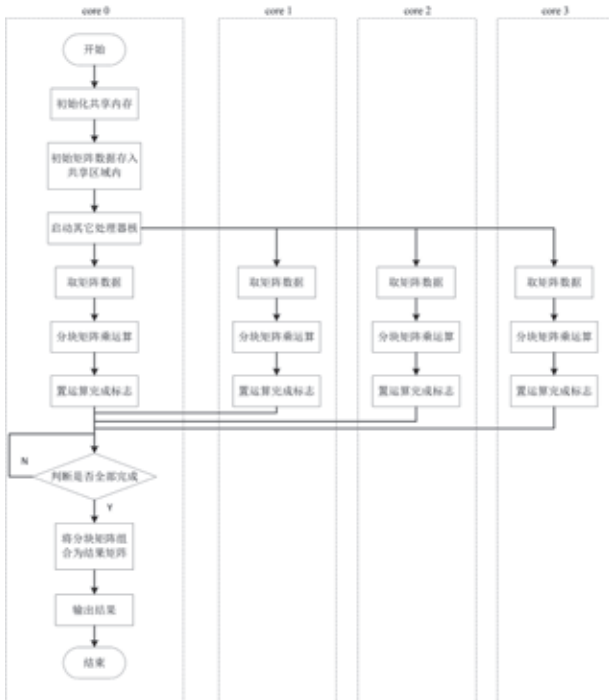 core 0
core 1
core 2
core 3
开始
初始化共享内存
初始矩阵数据存入
共享区域内
启动其它处理器核
取矩阵数据
取矩阵数据
取矩阵数据
取矩阵数据
分块矩阵乘运算
分块矩阵乘运算
分块矩阵乘运算
分块矩阵乘运算
置运算完成标志
置运算完成标志
置运算完成标志
置运算完成标志
N
判断是否全部完成
Y
将分块矩阵组
合为结果矩阵
输出结果
结束